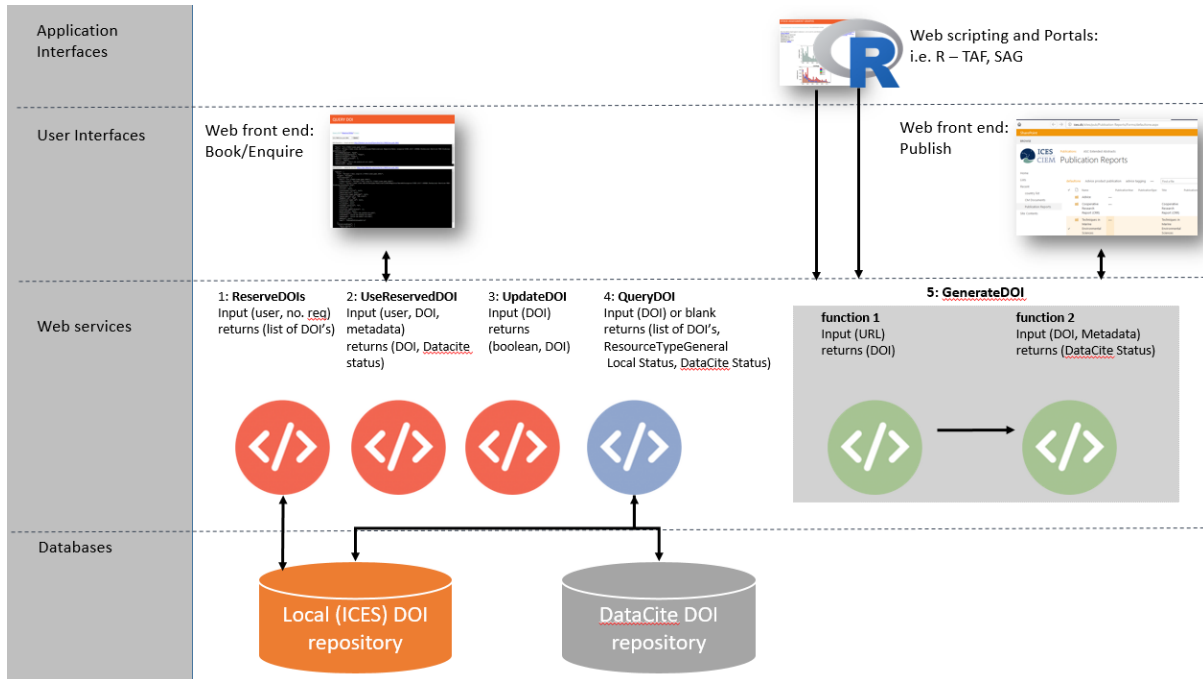 Application
Interfaces
Web scripting and Portals:
i.e. R – TAF, SAG
R
User Interfaces
Web front end:
Book/Enquire
Web front end:
Publish
ICES
CIEM
Publication Reports
Web services
1: ReserveDOIs
Input (user, no. req)
returns (list of DOI's)
2: UseReservedDOI
Input (user, DOI,
metadata)
returns (DOI, Datacite
status)
3: UpdateDOI
Input (DOI)
returns
(boolean, DOI)
4: QueryDOI
Input (DOI) or blank
returns (list of DOI's,
ResourceTypeGeneral
Local Status, DataCite Status)
5: GenerateDOI
function 1
Input (URL)
returns (DOI)
function 2
Input (DOI, Metadata)
returns (DataCite Status)
</>
</>
</>
</>
</>
</>
Databases
Local (ICES) DOI
repository
DataCite DOI
repository